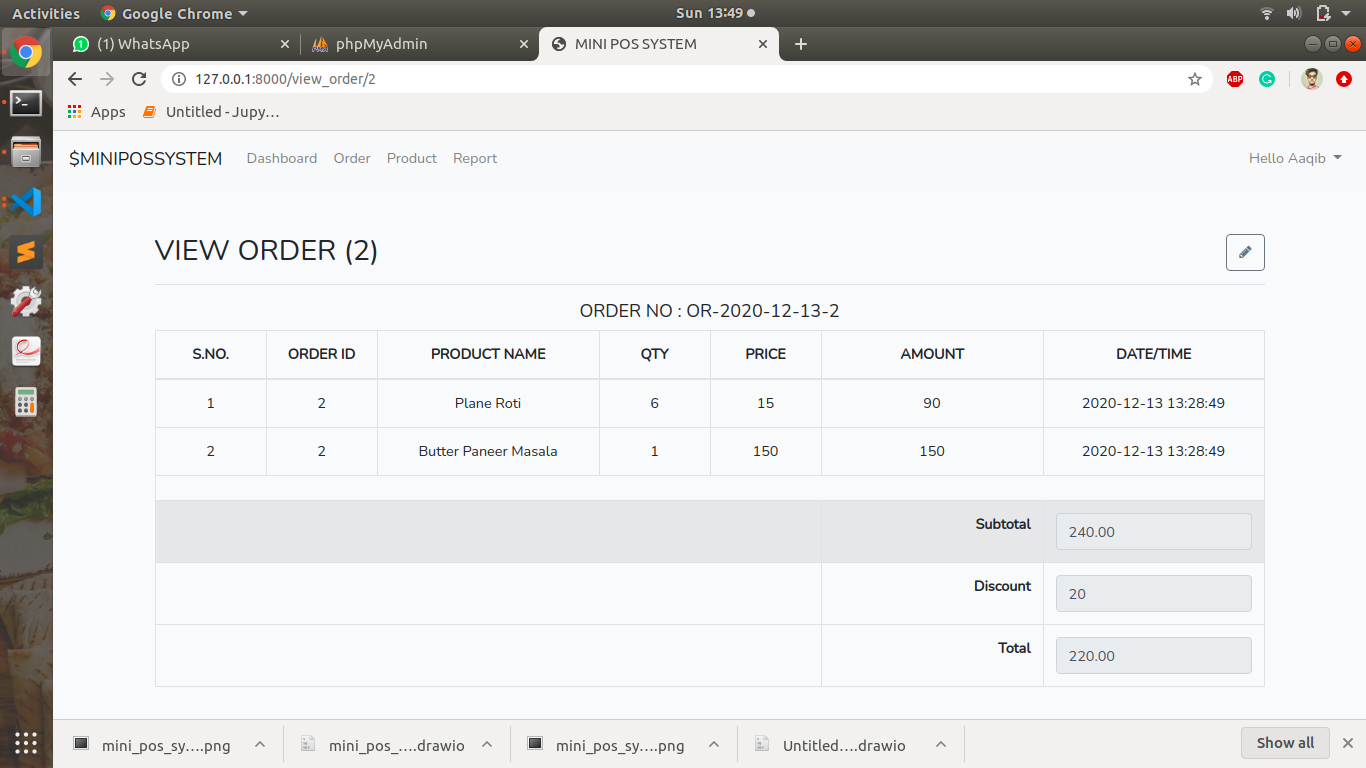 Activities Google Chrome Sun 13:49
(1) WhatsApp phpMyAdmin MINI POS SYSTEM
127.0.0.1:8000/view_order/2 ABP
Apps Untitled - Jupy...
$MINIPOSSYSTEM Dashboard Order Product Report Hello Aaqib
VIEW ORDER (2)
ORDER NO : OR-2020-12-13-2
S.NO. ORDER ID PRODUCT NAME QTY PRICE AMOUNT DATE/TIME
1 2 Plane Roti 6 15 90 2020-12-13 13:28:49
2 2 Butter Paneer Masala 1 150 150 2020-12-13 13:28:49
Subtotal 240.00
Discount 20
Total 220.00
mini_pos_sy....png mini_pos_....drawio mini_pos_sy....png Untitled....drawio Show all